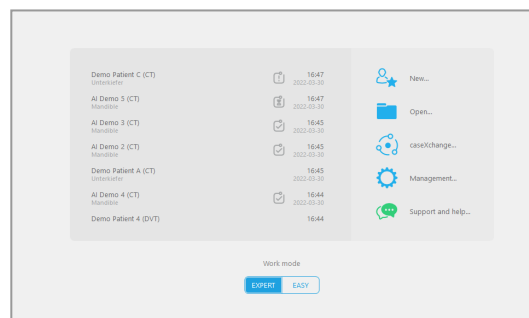 Demo Patient C (CT)
Unterkiefer
16:47
2022-03-30
AI Demo 5 (CT)
Mandible
16:47
2022-03-30
AI Demo 3 (CT)
Mandible
16:45
2022-03-30
AI Demo 2 (CT)
Mandible
16:45
2022-03-30
Demo Patient A (CT)
Unterkiefer
16:45
2022-03-30
AI Demo 4 (CT)
Mandible
16:44
2022-03-30
Demo Patient 4 (DVT)
16:44
New...
Open...
caseXchange...
Management...
Support and help...
Work mode
EXPERT
EASY